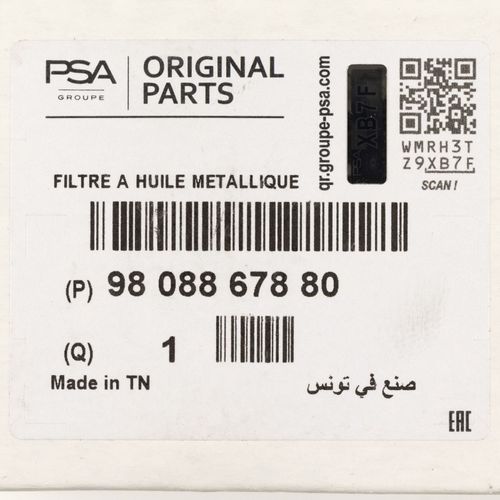 PSA
GROUPE
ORIGINAL
PARTS
qr.groupe-psa.com
PSA XB7F
WMRH3T
Z9XB7F
SCAN!
FILTRE A HUILE METALLIQUE
(P) 98 088 678 80
(Q) 1
Made in TN
صنع في تونس
EAC